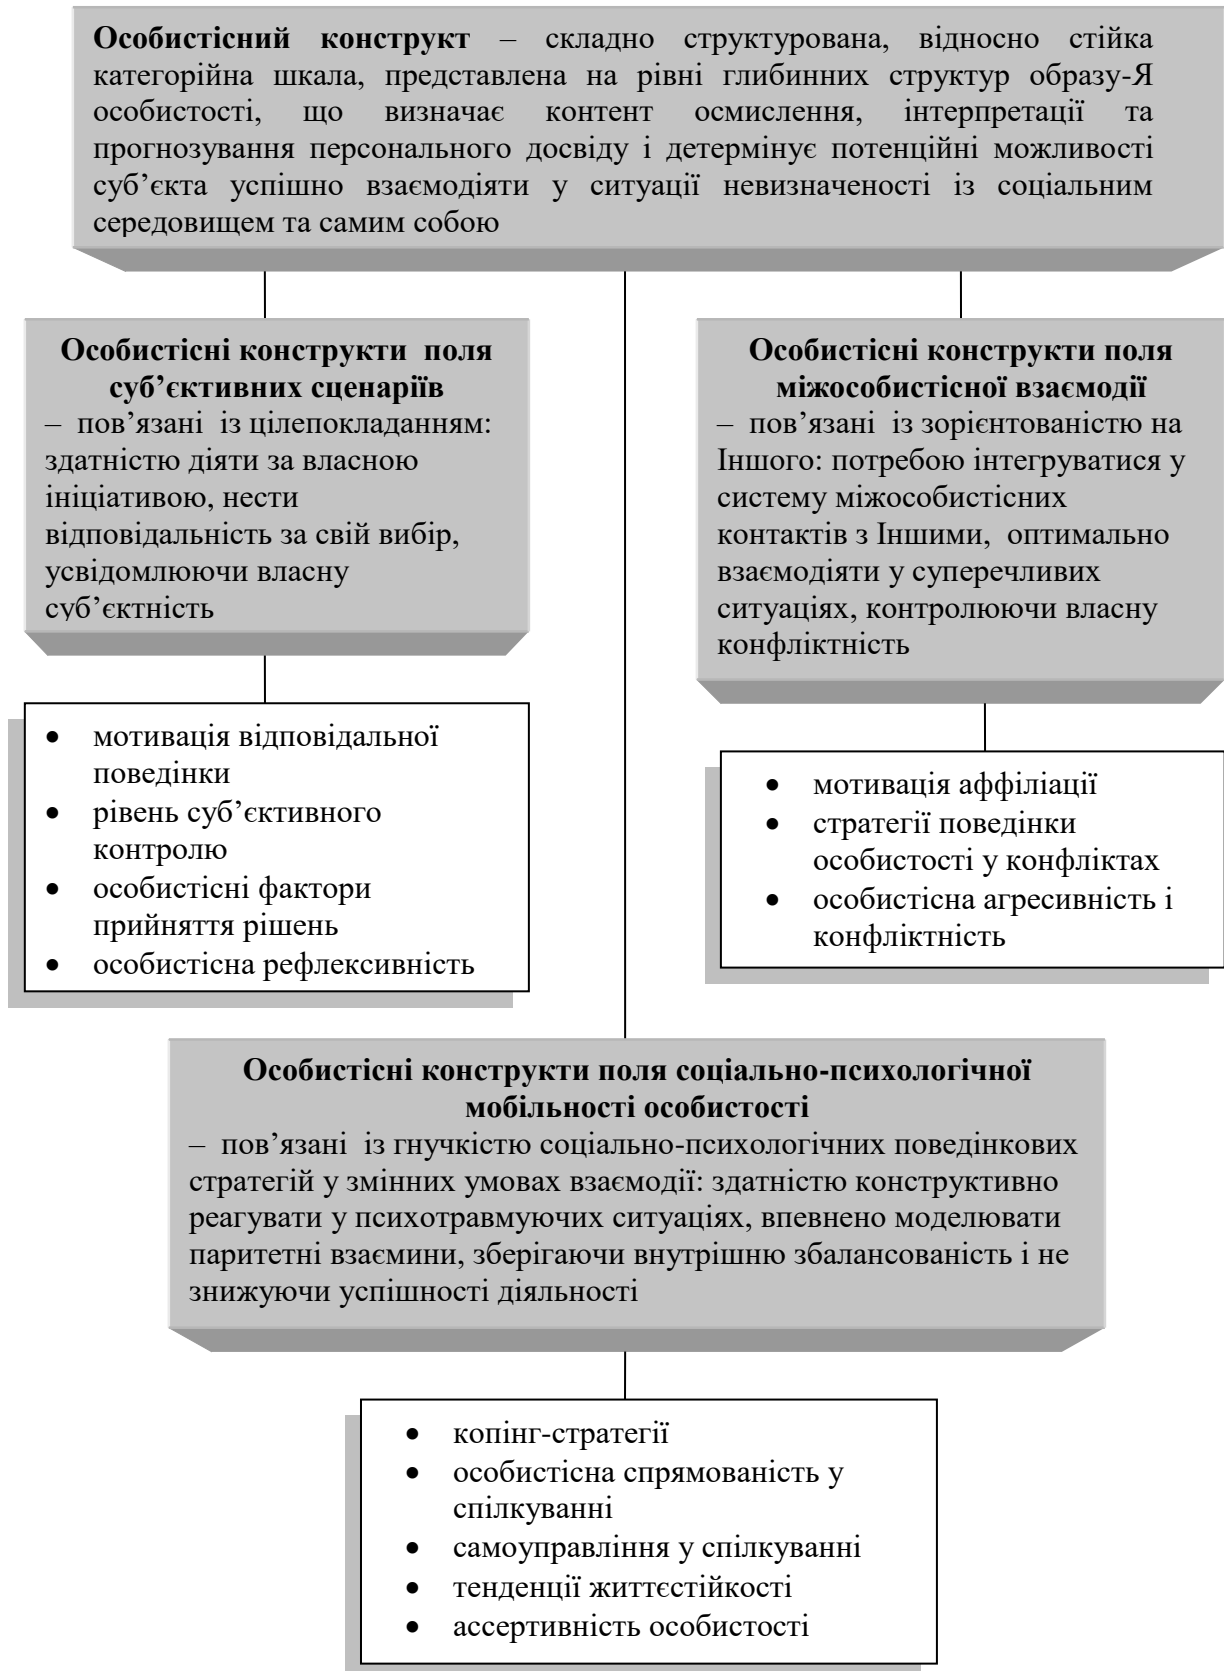 Особистісний конструкт – складно структурована, відносно стійка
категорійна шкала, представлена на рівні глибинних структур образу-Я
особистості, що визначає контент осмислення, інтерпретації та
прогнозування персонального досвіду і детермінує потенційні можливості
суб’єкта успішно взаємодіяти у ситуації невизначеності із соціальним
середовищем та самим собою
Особистісні конструкти поля
суб’єктивних сценаріїв
– пов’язані із цілепокладанням:
здатністю діяти за власною
ініціативою, нести
відповідальність за свій вибір,
усвідомлюючи власну
суб’єктність
Особистісні конструкти поля
міжособистісної взаємодії
– пов’язані із зорієнтованістю на
Іншого: потребою інтегруватися у
систему міжособистісних
контактів з Іншими, оптимально
взаємодіяти у суперечливих
ситуаціях, контролюючи власну
конфліктність
• мотивація відповідальної
поведінки
• рівень суб’єктивного
контролю
• особистісні фактори
прийняття рішень
• особистісна рефлексивність
• мотивація аффіліації
• стратегії поведінки
особистості у конфліктах
• особистісна агресивність і
конфліктність
Особистісні конструкти поля соціально-психологічної
мобільності особистості
– пов’язані із гнучкістю соціально-психологічних поведінкових
стратегій у змінних умовах взаємодії: здатністю конструктивно
реагувати у психотравмуючих ситуаціях, впевнено моделювати
паритетні взаємини, зберігаючи внутрішню збалансованість і не
знижуючи успішності діяльності
• копінг-стратегії
• особистісна спрямованість у
спілкуванні
• самоуправління у спілкуванні
• тенденції життєстійкості
• ассертивність особистості